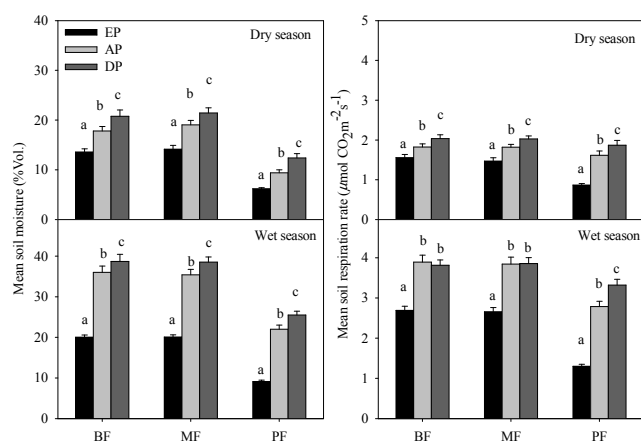 EP
AP
DP
Dry season
Mean soil moisture (%Vol.)
40
30
20
10
0
a b c
a b c
a b c
Wet season
40
30
20
10
0
a b c
a b c
a b c
BF MF PF
Dry season
Mean soil respiration rate (μmol CO2m-2s-1)
5
4
3
2
1
0
a b c
a b c
a b c
Wet season
4
3
2
1
0
a b b
a b b
a b c
BF MF PF